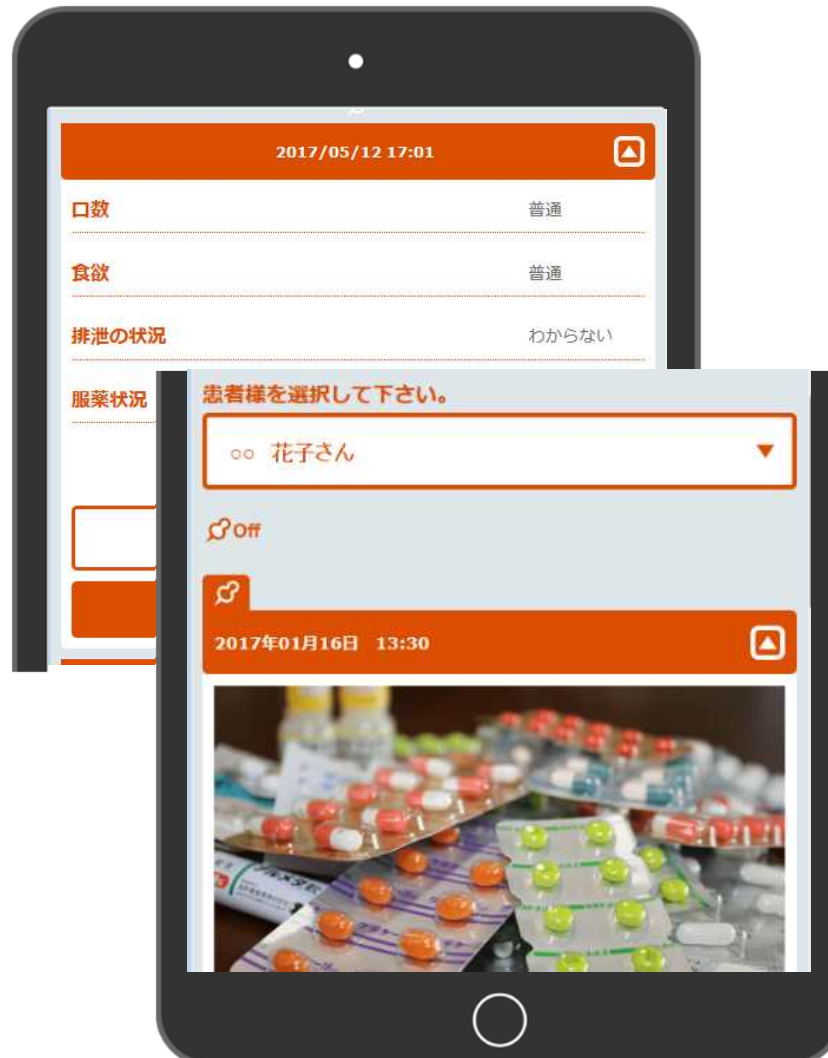 2017/05/12 17:01
口数 普通
食欲 普通
排泄の状況 わからない
服薬状況
患者様を選択して下さい。
○○ 花子さん
Off
2017年01月16日 13:30